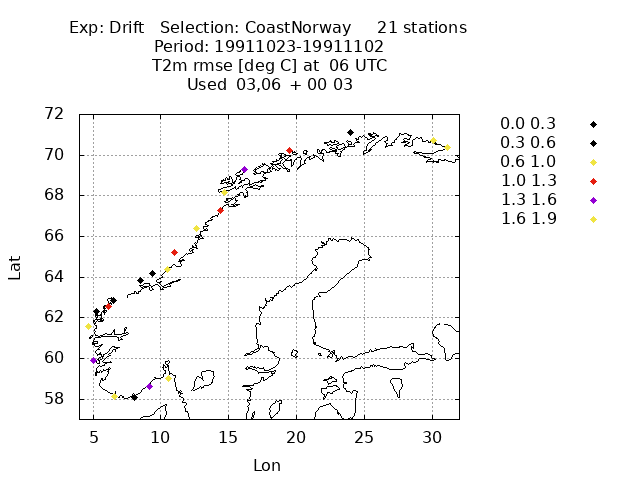 Exp: Drift   Selection: CoastNorway     21 stations
Period: 19911023-19911102
T2m rmse [deg C] at  06 UTC
Used  03,06  + 00 03
72
70
68
66
64
62
60
58
5 10 15 20 25 30
Lat
Lon
0.0 0.3
0.3 0.6
0.6 1.0
1.0 1.3
1.3 1.6
1.6 1.9